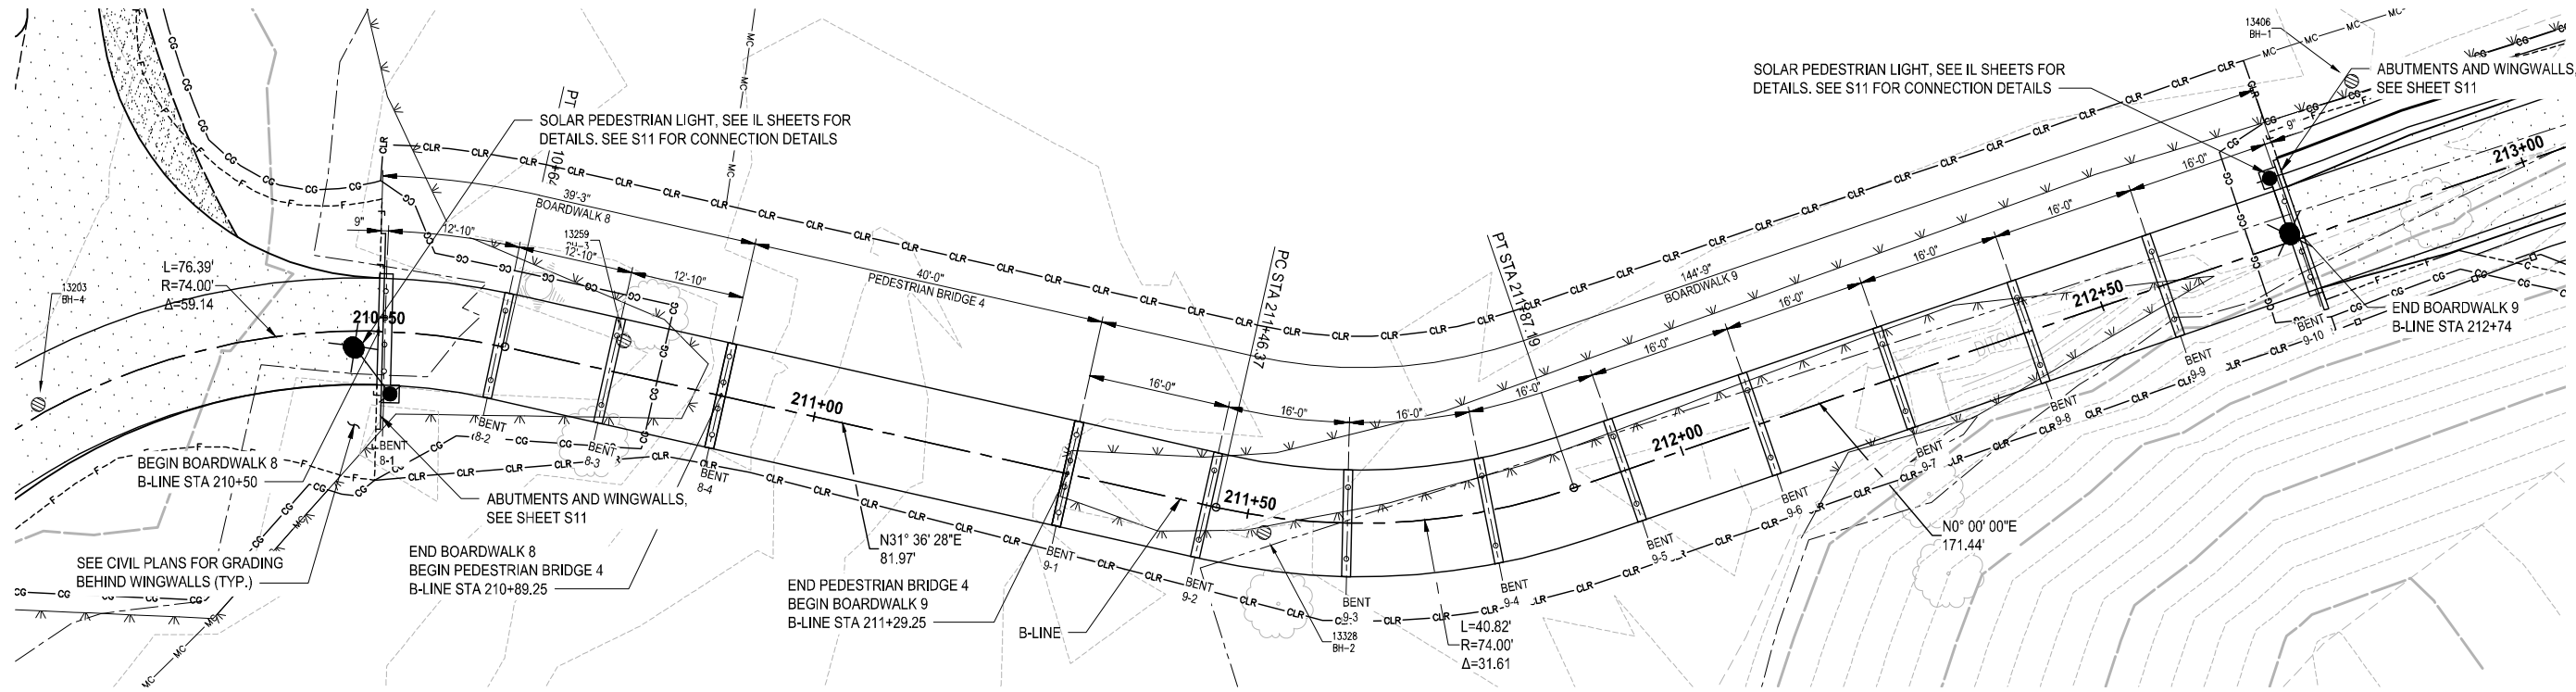 13406
BH-1
SOLAR PEDESTRIAN LIGHT, SEE IL SHEETS FOR
DETAILS. SEE S11 FOR CONNECTION DETAILS
ABUTMENTS AND WINGWALLS,
SEE SHEET S11
SOLAR PEDESTRIAN LIGHT, SEE IL SHEETS FOR
DETAILS. SEE S11 FOR CONNECTION DETAILS
PT
10+64
39'-3"
BOARDWALK 8
9"
12'-10"
12'-10"
12'-10"
13259
BH-3
40'-0"
PEDESTRIAN BRIDGE 4
144'-9"
BOARDWALK 9
9"
16'-0"
16'-0"
16'-0"
16'-0"
16'-0"
16'-0"
16'-0"
16'-0"
16'-0"
PC STA 211+46.37
PT STA 211+87.19
L=76.39'
R=74.00'
Δ=59.14
13203
BH-4
210+50
211+00
211+50
212+00
212+50
213+00
DITCH
BEGIN BOARDWALK 8
B-LINE STA 210+50
BENT
8-1
BENT
8-2
BENT
8-3
BENT
8-4
BENT
9-1
BENT
9-2
BENT
9-3
BENT
9-4
BENT
9-5
BENT
9-6
BENT
9-7
BENT
9-8
BENT
9-9
BENT
9-10
END BOARDWALK 9
B-LINE STA 212+74
ABUTMENTS AND WINGWALLS,
SEE SHEET S11
SEE CIVIL PLANS FOR GRADING
BEHIND WINGWALLS (TYP.)
END BOARDWALK 8
BEGIN PEDESTRIAN BRIDGE 4
B-LINE STA 210+89.25
N31° 36' 28"E
81.97'
END PEDESTRIAN BRIDGE 4
BEGIN BOARDWALK 9
B-LINE STA 211+29.25
B-LINE
13328
BH-2
L=40.82'
R=74.00'
Δ=31.61
N0° 00' 00"E
171.44'